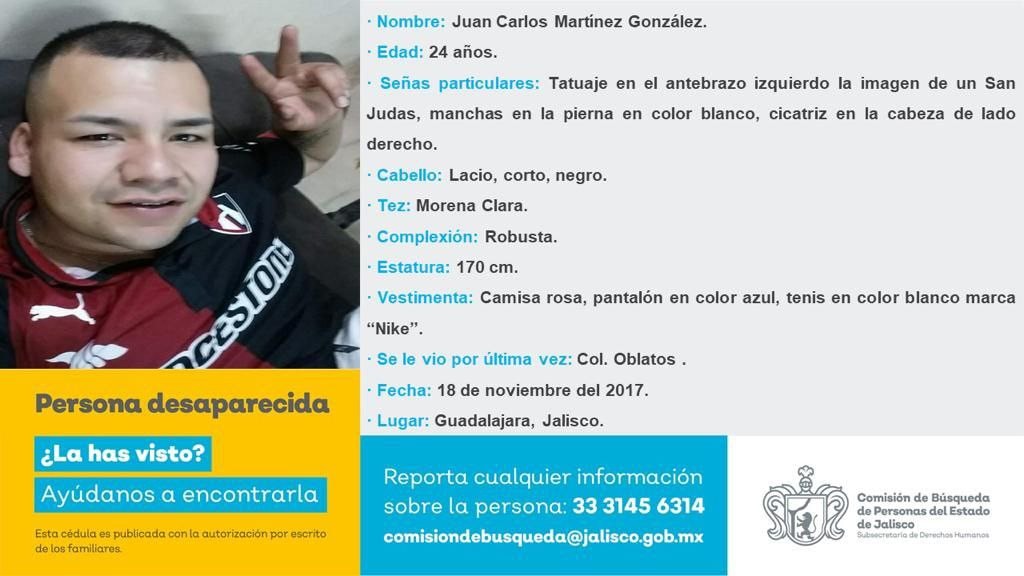 · Nombre: Juan Carlos Martínez González.
· Edad: 24 años.
· Señas particulares: Tatuaje en el antebrazo izquierdo la imagen de un San
Judas, manchas en la pierna en color blanco, cicatriz en la cabeza de lado
derecho.
· Cabello: Lacio, corto, negro.
· Tez: Morena Clara.
· Complexión: Robusta.
· Estatura: 170 cm.
· Vestimenta: Camisa rosa, pantalón en color azul, tenis en color blanco marca
“Nike”.
· Se le vio por última vez: Col. Oblatos .
· Fecha: 18 de noviembre del 2017.
· Lugar: Guadalajara, Jalisco.
Persona desaparecida
¿La has visto?
Ayúdanos a encontrarla
Esta cédula es publicada con la autorización por escrito
de los familiares.
Reporta cualquier información
sobre la persona: 33 3145 6314
comisiondebusqueda@jalisco.gob.mx
Comisión de Búsqueda
de Personas del Estado
de Jalisco
Subsecretaría de Derechos Humanos